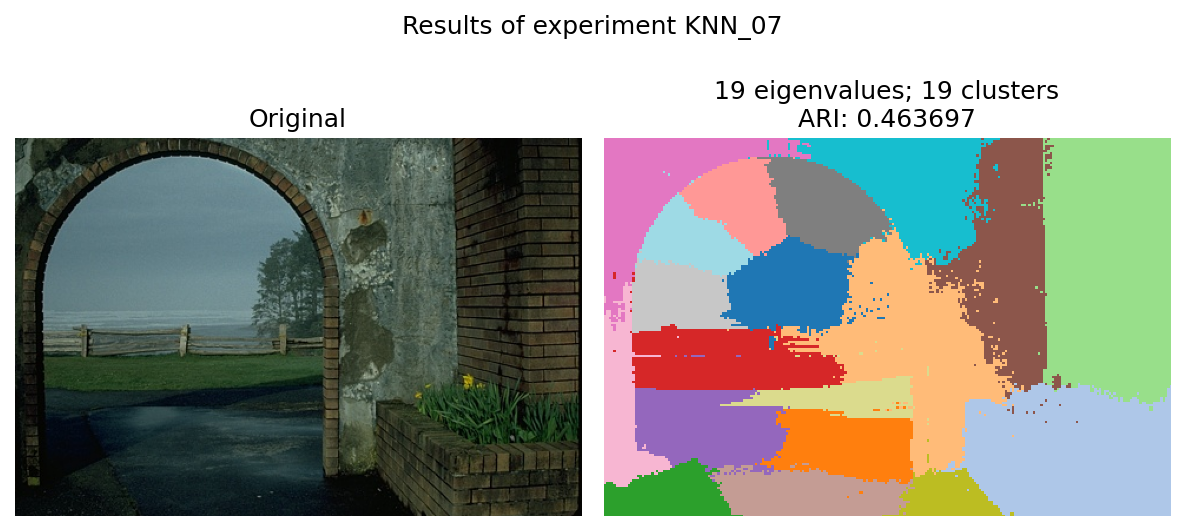 Results of experiment KNN_07
Original
19 eigenvalues; 19 clusters
ARI: 0.463697